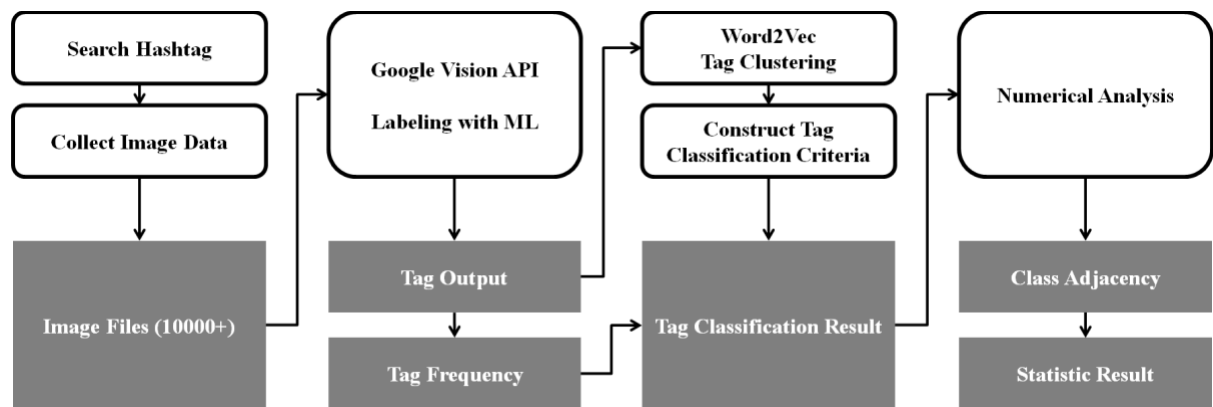 Search Hashtag
Collect Image Data
Image Files (10000+)
Google Vision API
Labeling with ML
Tag Output
Tag Frequency
Word2Vec
Tag Clustering
Construct Tag
Classification Criteria
Tag Classification Result
Numerical Analysis
Class Adjacency
Statistic Result